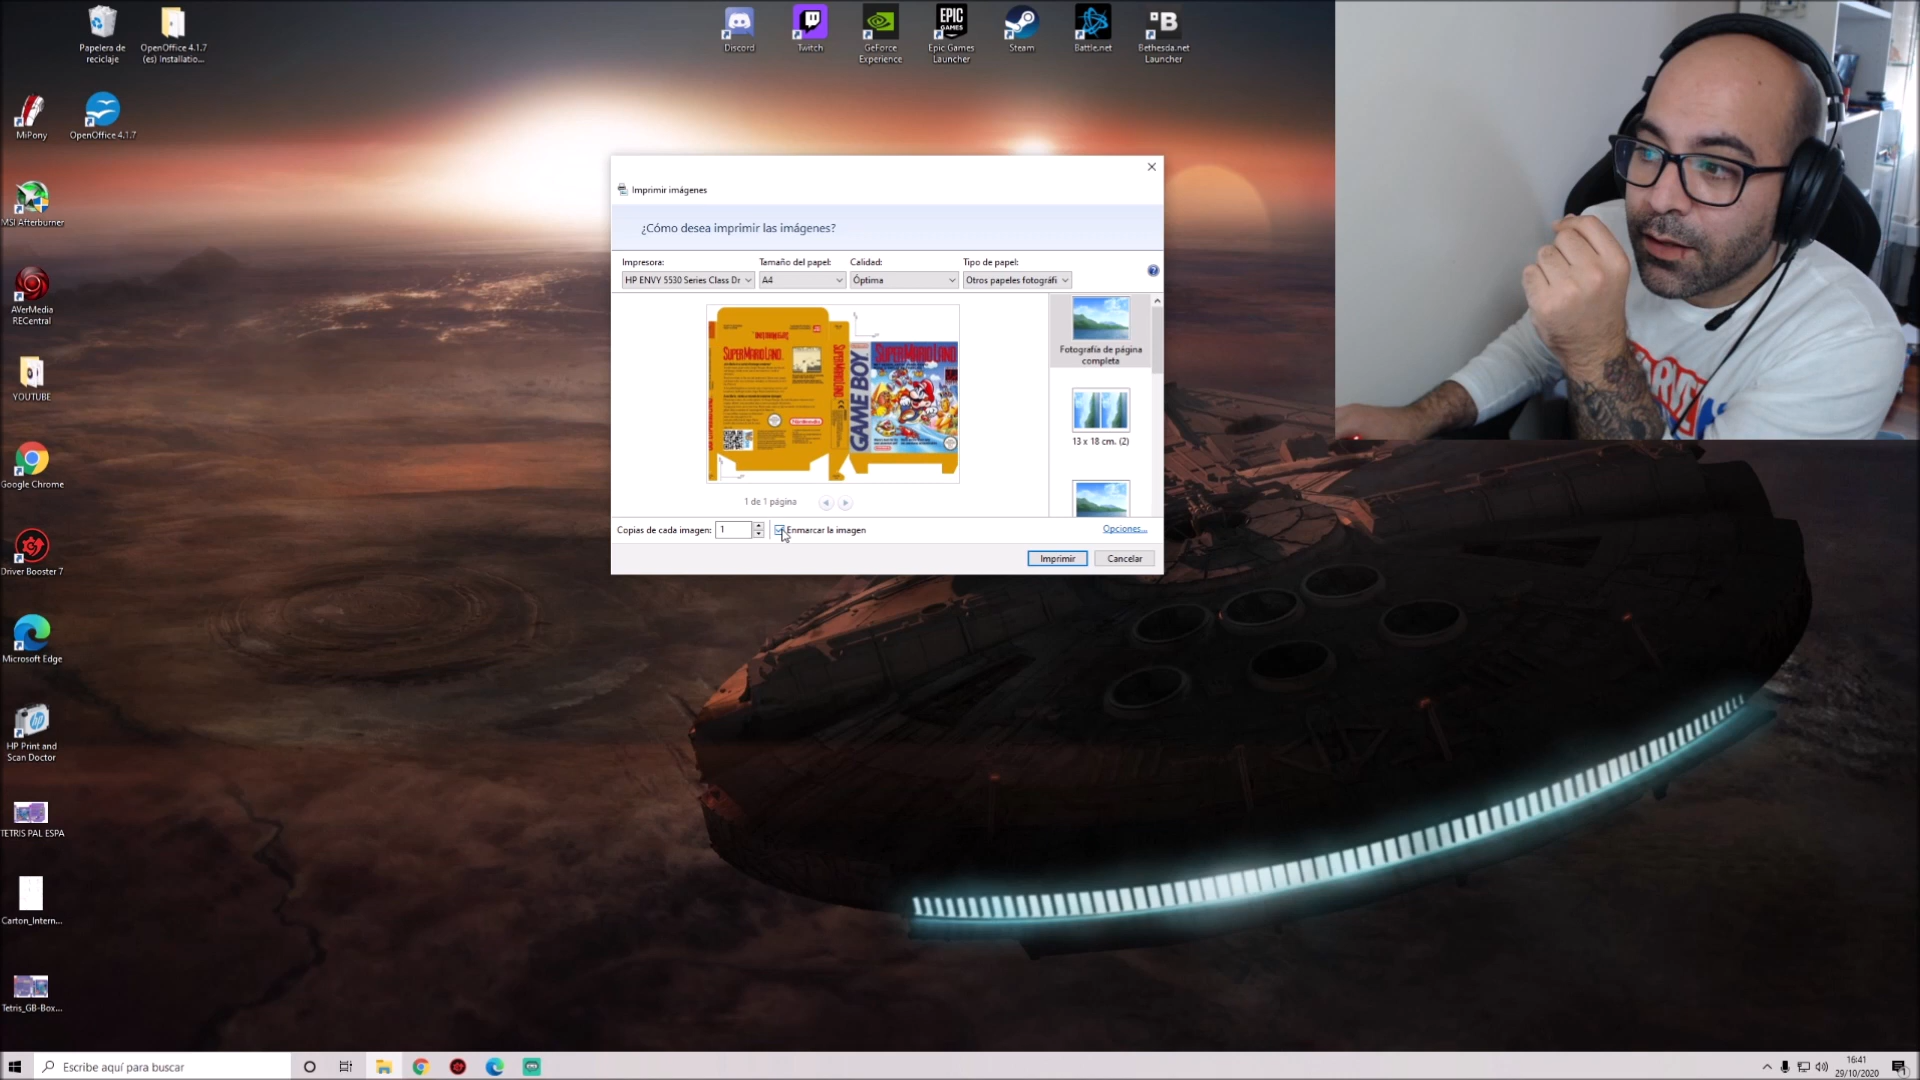 Papelera de
reciclaje
OpenOffice 4.1.7
(es) Installatio...
Discord
Twitch
GeForce
Experience
EPIC
GAMES
Epic Games
Launcher
Steam
Battle.net
B
Bethesda.net
Launcher
MiPony
OpenOffice 4.1.7
MSI Afterburner
AVerMedia
RECentral
YOUTUBE
Google Chrome
Driver Booster 7
Microsoft Edge
HP Print and
Scan Doctor
TETRIS PAL ESPA
Carton_Intern...
Tetris_GB-Box...
Imprimir imágenes
¿Cómo desea imprimir las imágenes?
Impresora:
Tamaño del papel:
Calidad:
Tipo de papel:
HP ENVY 5530 Series Class Dr
A4
Óptima
Otros papeles fotográfi
SUPER MARIO LAND
SUPER MARIO LAND
GAME BOY
SUPER MARIO LAND
Nintendo
Fotografía de página
completa
13 x 18 cm. (2)
1 de 1 página
Copias de cada imagen:
1
Enmarcar la imagen
Opciones...
Imprimir
Cancelar
MARVEL
Escribe aquí para buscar
16:41
29/10/2020